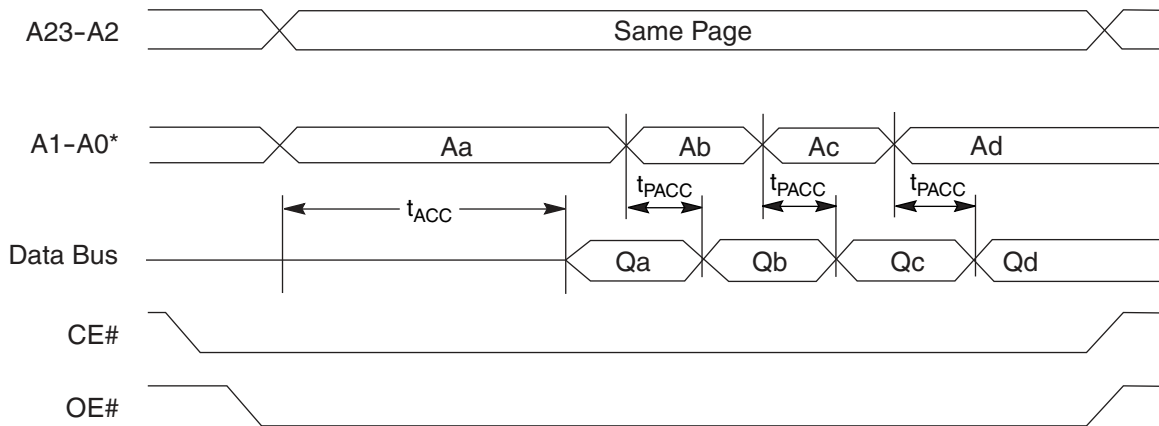 A23–A2
Same Page
A1–A0*
Aa
Ab
Ac
Ad
tACC
tPACC
tPACC
tPACC
Data Bus
Qa
Qb
Qc
Qd
CE#
OE#